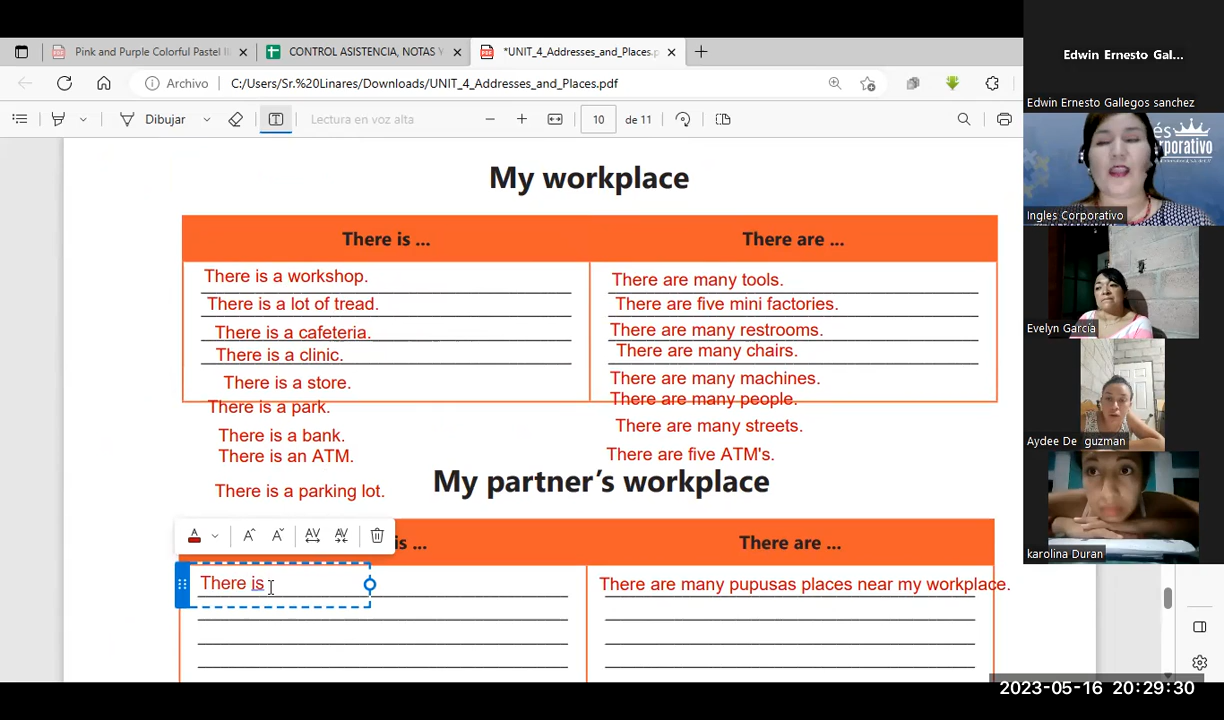 Pink and Purple Colorful Pastel Il
CONTROL ASISTENCIA, NOTAS Y
*UNIT_4_Addresses_and_Places.p
Archivo
C:/Users/Sr.%20Linares/Downloads/UNIT_4_Addresses_and_Places.pdf
Dibujar
Lectura en voz alta
10
de 11
My workplace
There is ...
There are ...
There is a workshop.
There is a lot of tread.
There is a cafeteria.
There is a clinic.
There is a store.
There is a park.
There is a bank.
There is an ATM.
There is a parking lot.
There are many tools.
There are five mini factories.
There are many restrooms.
There are many chairs.
There are many machines.
There are many people.
There are many streets.
There are five ATM's.
My partner's workplace
is ...
There are ...
There is
There are many pupusas places near my workplace.
Edwin Ernesto Gal...
Edwin Ernesto Gallegos sanchez
és
orporativo
Ingles Corporativo
Evelyn García
Aydee De guzman
karolina Duran
2023-05-16 20:29:30